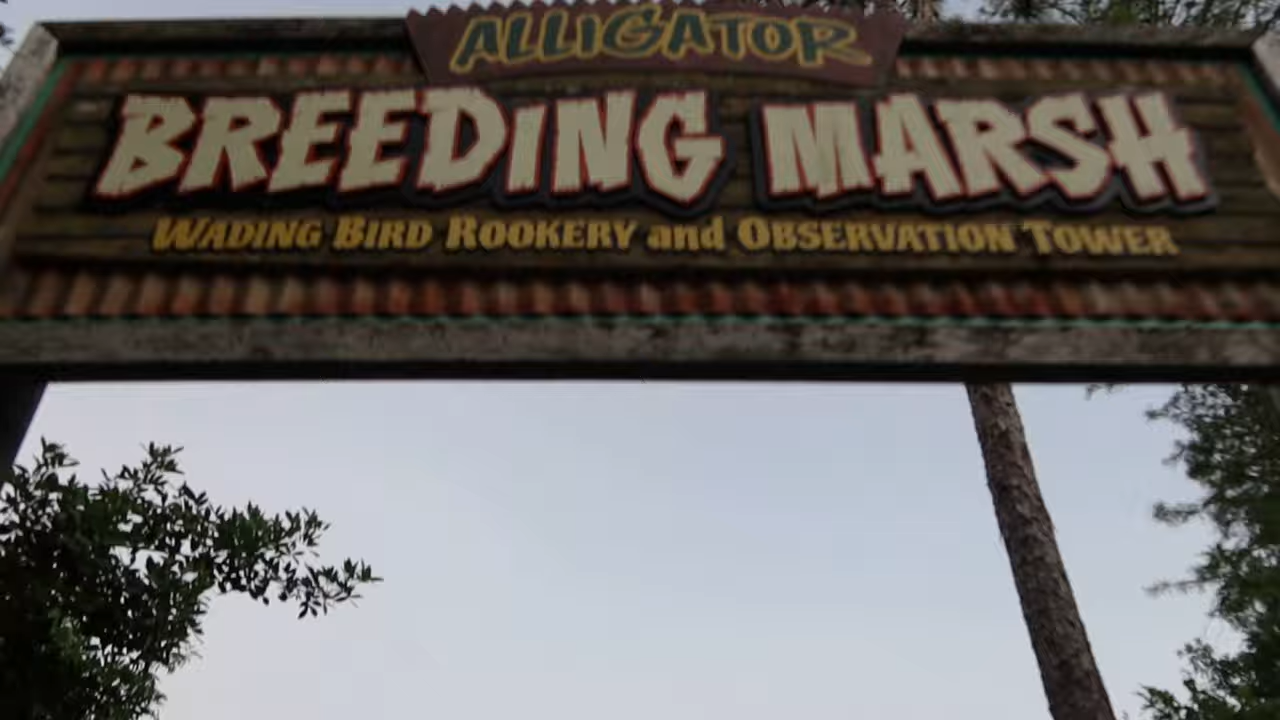 ALLIGATOR
BREEDING MARSH
WADING BIRD ROOKERY and OBSERVATION TOWER